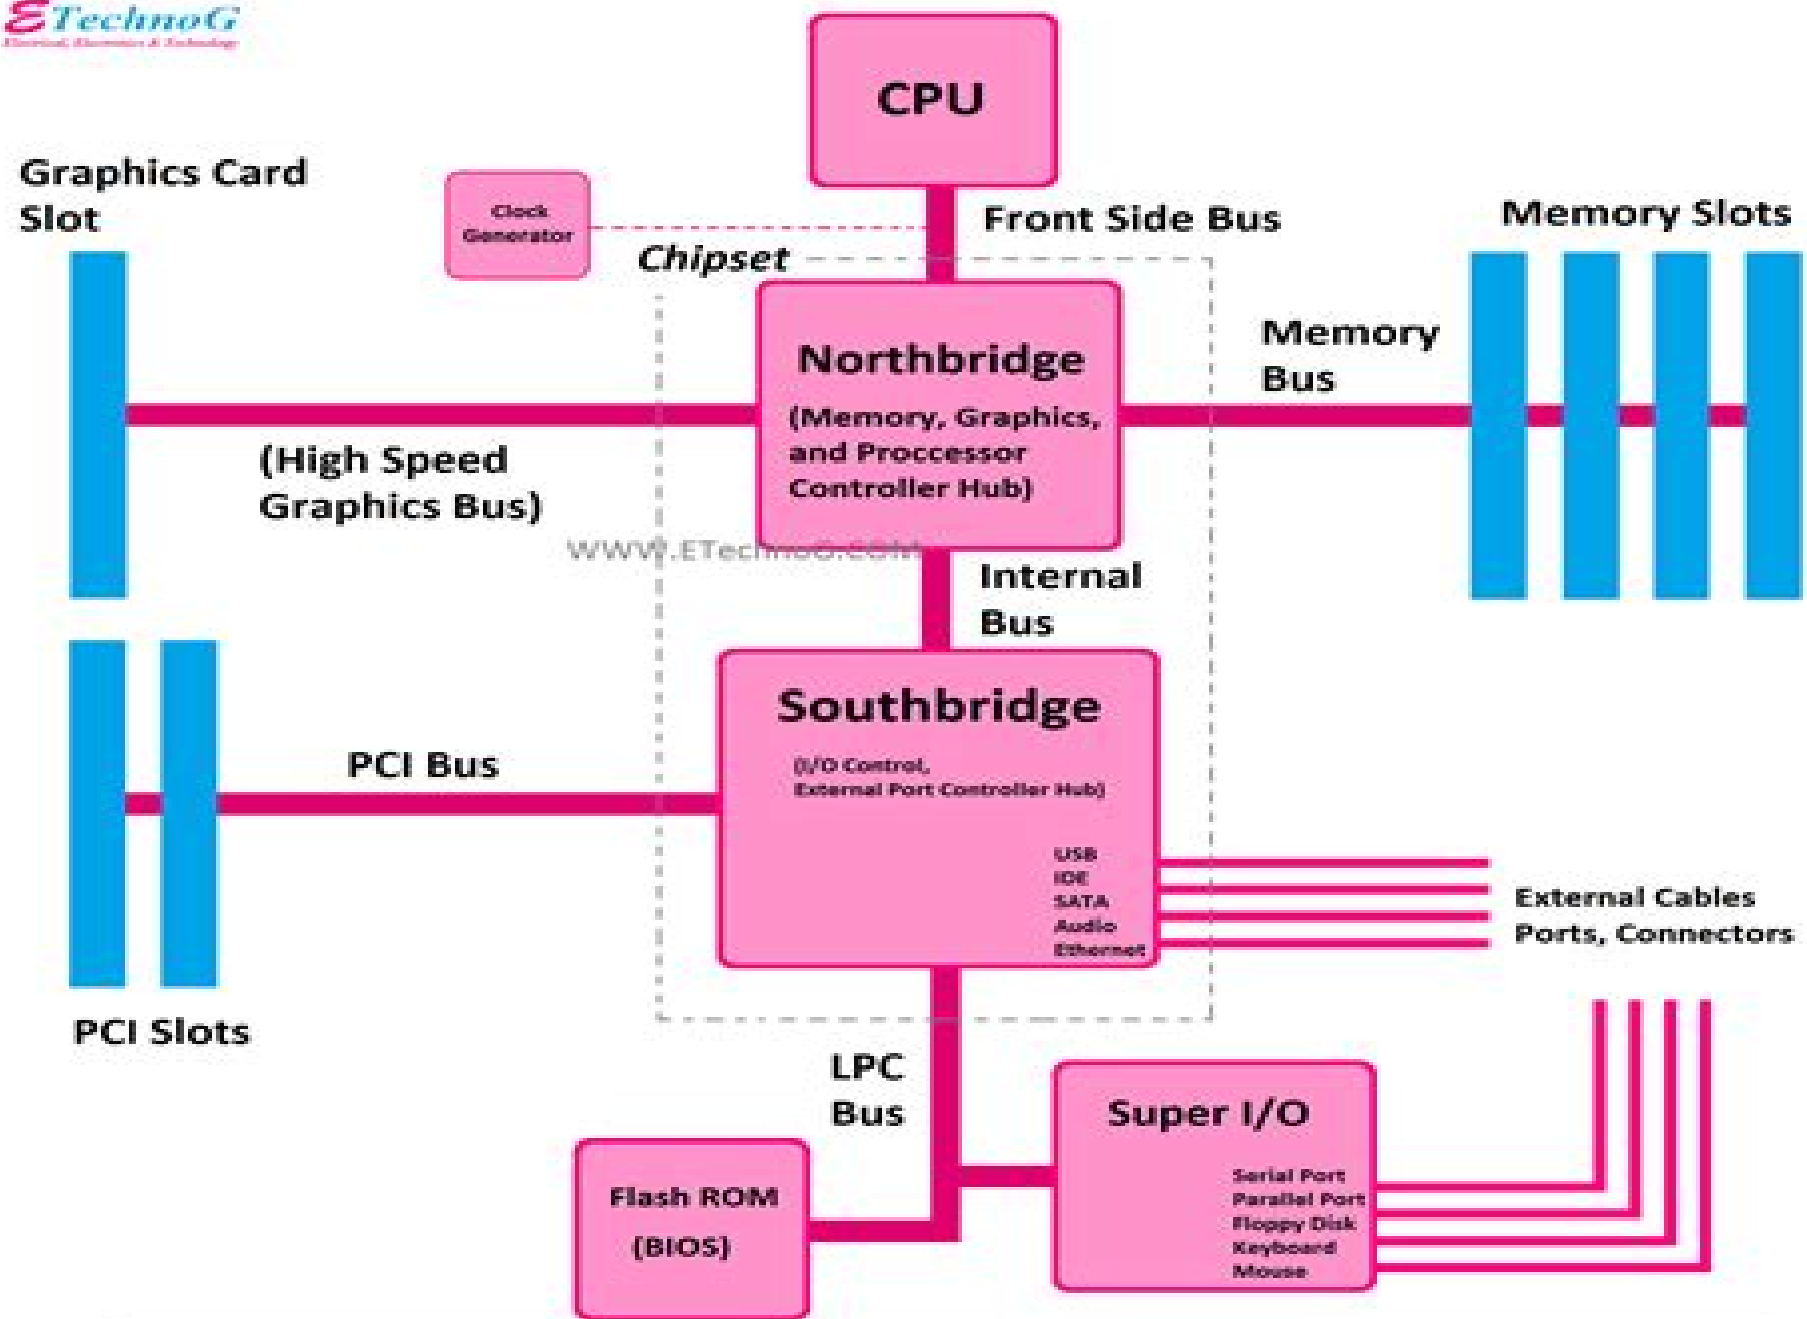 ETechnoG
Electrical, Electronics & Technology
CPU
Graphics Card
Slot
Clock
Generator
Front Side Bus
Memory Slots
Chipset
Northbridge
(Memory, Graphics,
and Proccessor
Controller Hub)
Memory
Bus
(High Speed
Graphics Bus)
WWW.ETechnoG.COM
Internal
Bus
Southbridge
(I/O Control,
External Port Controller Hub)
PCI Bus
USB
IDE
SATA
Audio
Ethernet
External Cables
Ports, Connectors
PCI Slots
LPC
Bus
Super I/O
Serial Port
Parallel Port
Floppy Disk
Keyboard
Mouse
Flash ROM
(BIOS)